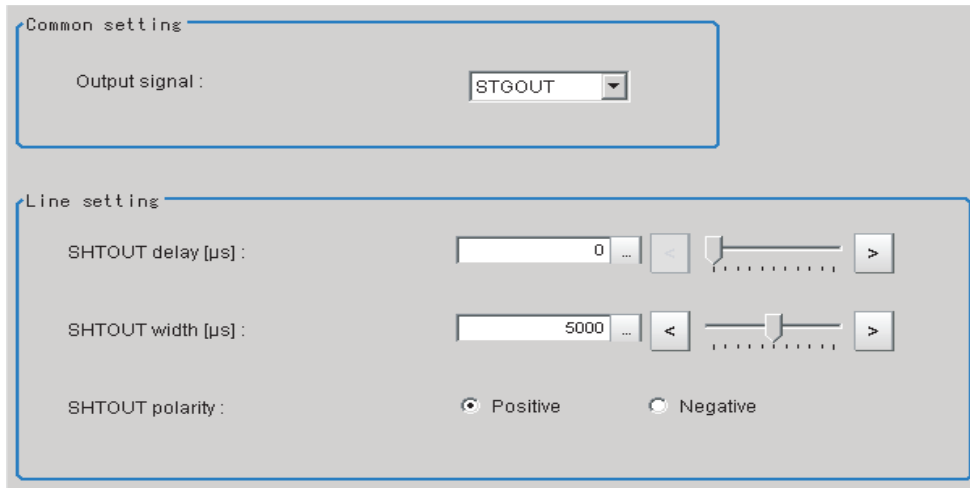 Common setting
Output signal : STGOUT
Line setting
SHTOUT delay [µs] : 0 ... < >
SHTOUT width [µs] : 5000 ... < >
SHTOUT polarity : Positive Negative